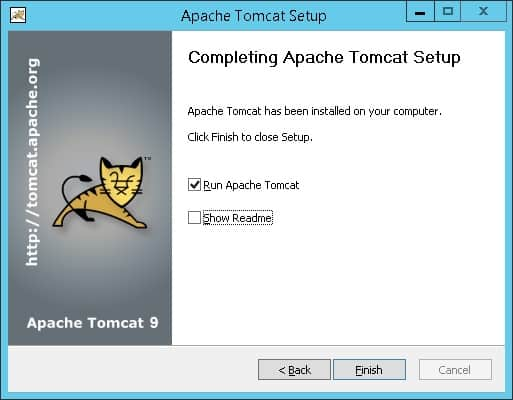 Apache Tomcat Setup
http://tomcat.apache.org
Completing Apache Tomcat Setup
Apache Tomcat has been installed on your computer.
Click Finish to close Setup.
Run Apache Tomcat
Show Readme
TM
Apache Tomcat 9
< Back
Finish
Cancel